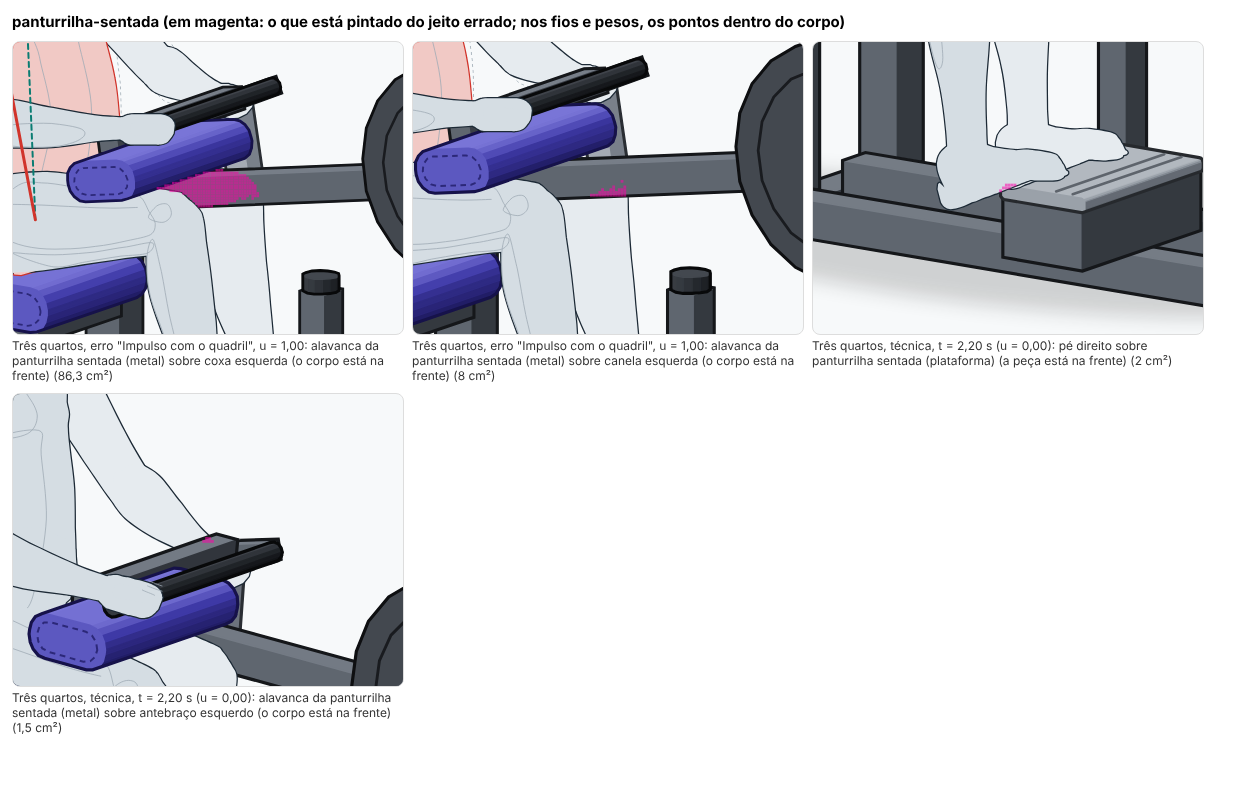 panturrilha-sentada (em magenta: o que está pintado do jeito errado; nos fios e pesos, os pontos dentro do corpo)
Três quartos, erro "Impulso com o quadril", u = 1,00: alavanca da
panturrilha sentada (metal) sobre coxa esquerda (o corpo está na
frente) (86,3 cm²)
Três quartos, erro "Impulso com o quadril", u = 1,00: alavanca da
panturrilha sentada (metal) sobre canela esquerda (o corpo está na
frente) (8 cm²)
Três quartos, técnica, t = 2,20 s (u = 0,00): pé direito sobre
panturrilha sentada (plataforma) (a peça está na frente) (2 cm²)
Três quartos, técnica, t = 2,20 s (u = 0,00): alavanca da panturrilha
sentada (metal) sobre antebraço esquerdo (o corpo está na frente)
(1,5 cm²)